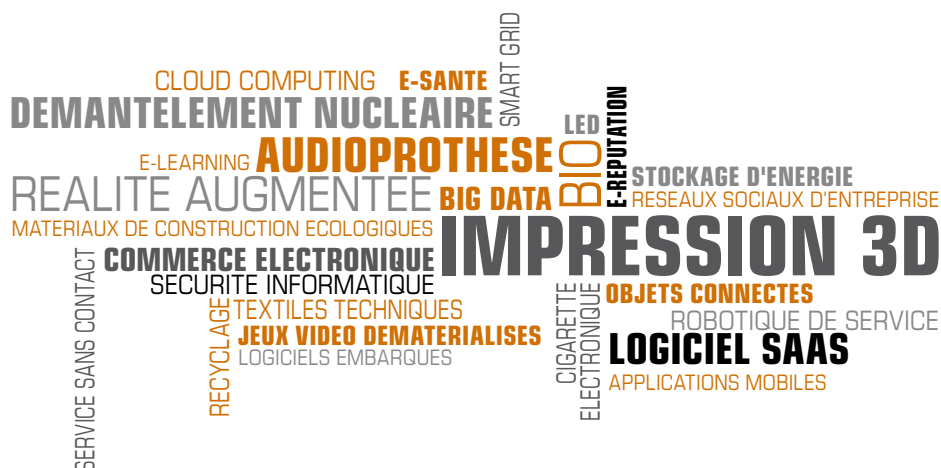 SMART GRID
CLOUD COMPUTING
E-SANTE
DEMANTELEMENT NUCLEAIRE
LED
E-REPUTATION
BIO
E-LEARNING
AUDIOPROTHESE
STOCKAGE D'ENERGIE
REALITE AUGMENTEE
BIG DATA
RESEAUX SOCIAUX D'ENTREPRISE
MATERIAUX DE CONSTRUCTION ECOLOGIQUES
IMPRESSION 3D
SERVICE SANS CONTACT
COMMERCE ELECTRONIQUE
SECURITE INFORMATIQUE
CIGARETTE
ELECTRONIQUE
OBJETS CONNECTES
RECYCLAGE
TEXTILES TECHNIQUES
ROBOTIQUE DE SERVICE
JEUX VIDEO DEMATERIALISES
LOGICIEL SAAS
LOGICIELS EMBARQUES
APPLICATIONS MOBILES